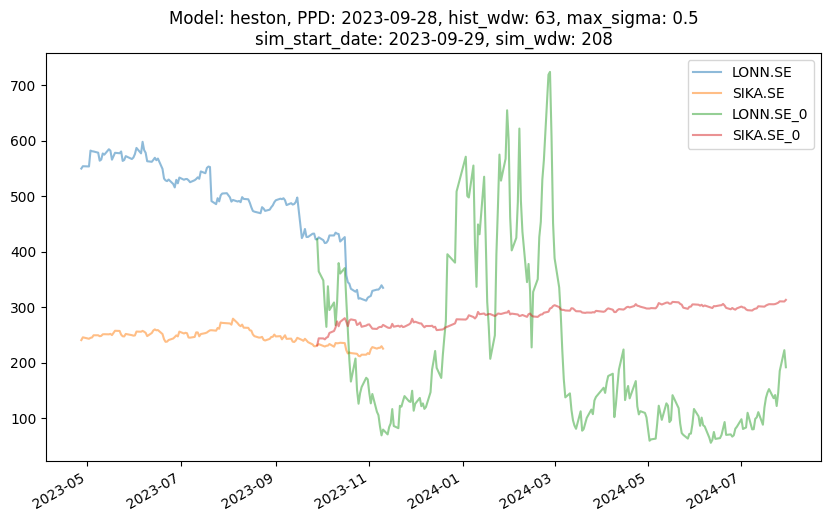 Model: heston, PPD: 2023-09-28, hist_wdw: 63, max_sigma: 0.5
sim_start_date: 2023-09-29, sim_wdw: 208
LONN.SE
SIKA.SE
LONN.SE_0
SIKA.SE_0
700
600
500
400
300
200
100
2023-05
2023-07
2023-09
2023-11
2024-01
2024-03
2024-05
2024-07